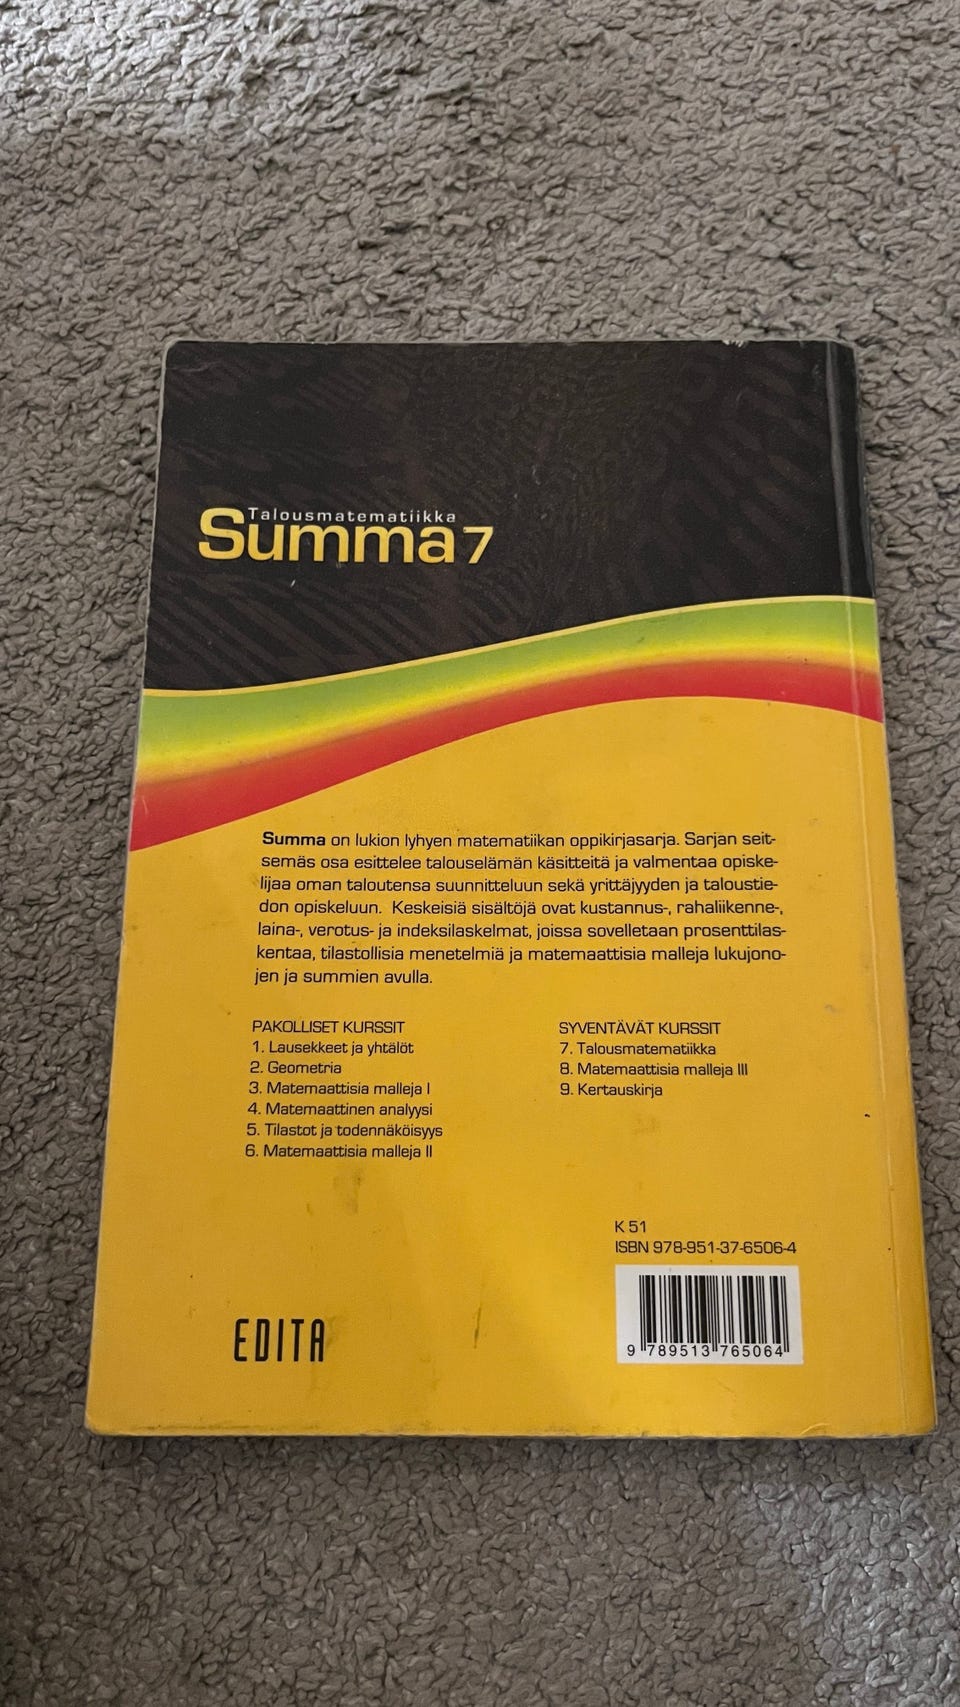 Talousmatematiikka
Summa 7
Summa on lukion lyhyen matematiikan oppikirjasarja. Sarjan seit-
semäs osa esittelee talouselämän käsitteitä ja valmentaa opiske-
lijaa oman taloutensa suunnitteluun sekä yrittäjyyden ja taloustie-
don opiskeluun. Keskeisiä sisältöjä ovat kustannus-, rahaliikenne-,
laina-, verotus- ja indeksilaskelmat, joissa sovelletaan prosenttilas-
kentaa, tilastollisia menetelmiä ja matemaattisia malleja lukujono-
jen ja summien avulla.
PAKOLLISET KURSSIT
1. Lausekkeet ja yhtälöt
2. Geometria
3. Matemaattisia malleja I
4. Matemaattinen analyysi
5. Tilastot ja todennäköisyys
6. Matemaattisia malleja II
SYVENTÄVÄT KURSSIT
7. Talousmatematiikka
8. Matemaattisia malleja III
9. Kertauskirja
K 51
ISBN 978-951-37-6506-4
9 789513 765064
EDITA